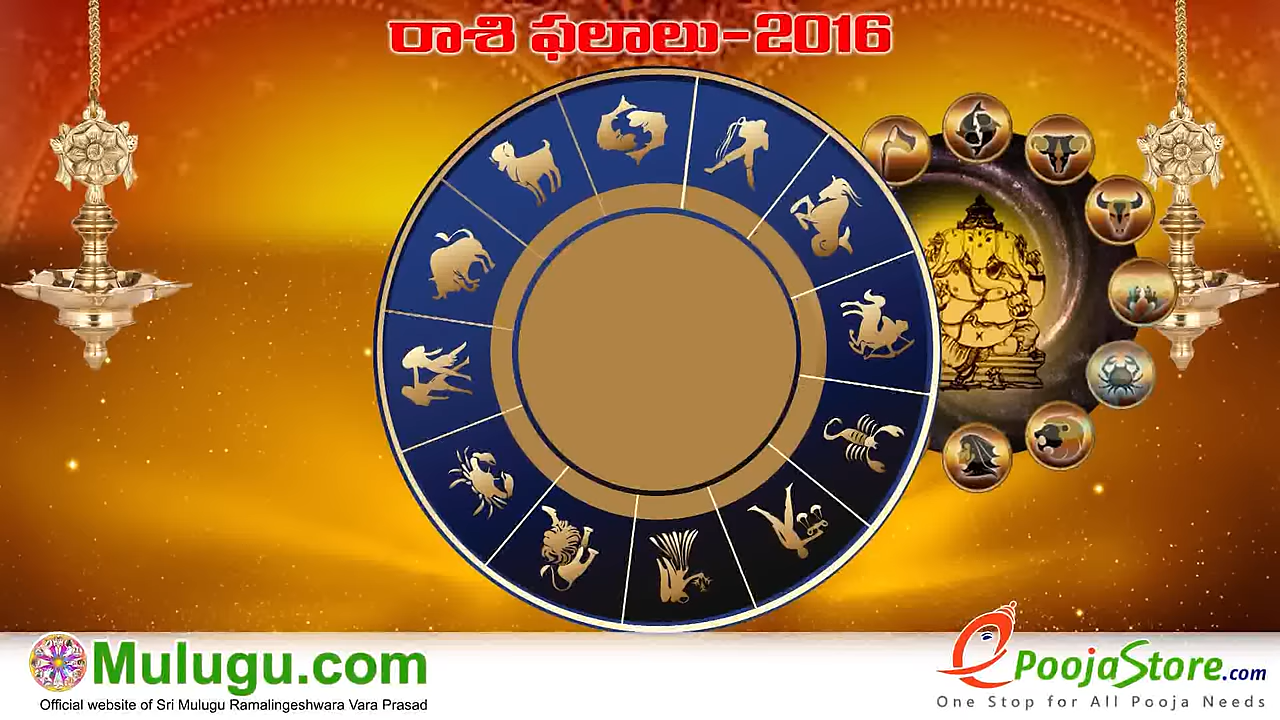 రాశి ఫలాలు-2016
Mulugu.com
Official website of Sri Mulugu Ramalingeshwara Vara Prasad
ePoojaStore.com
One Stop for All Pooja Needs